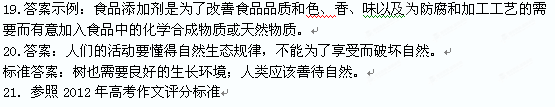 19.答案示例：食品添加剂是为了改善食品品质和色、香、味以及为防腐和加工工艺的需
要而有意加入食品中的化学合成物质或天然物质。
20.答案：人们的活动要懂得自然生态规律，不能为了享受而破坏自然。
标准答案：树也需要良好的生长环境；人类应该善待自然。
21. 参照 2012 年高考作文评分标准